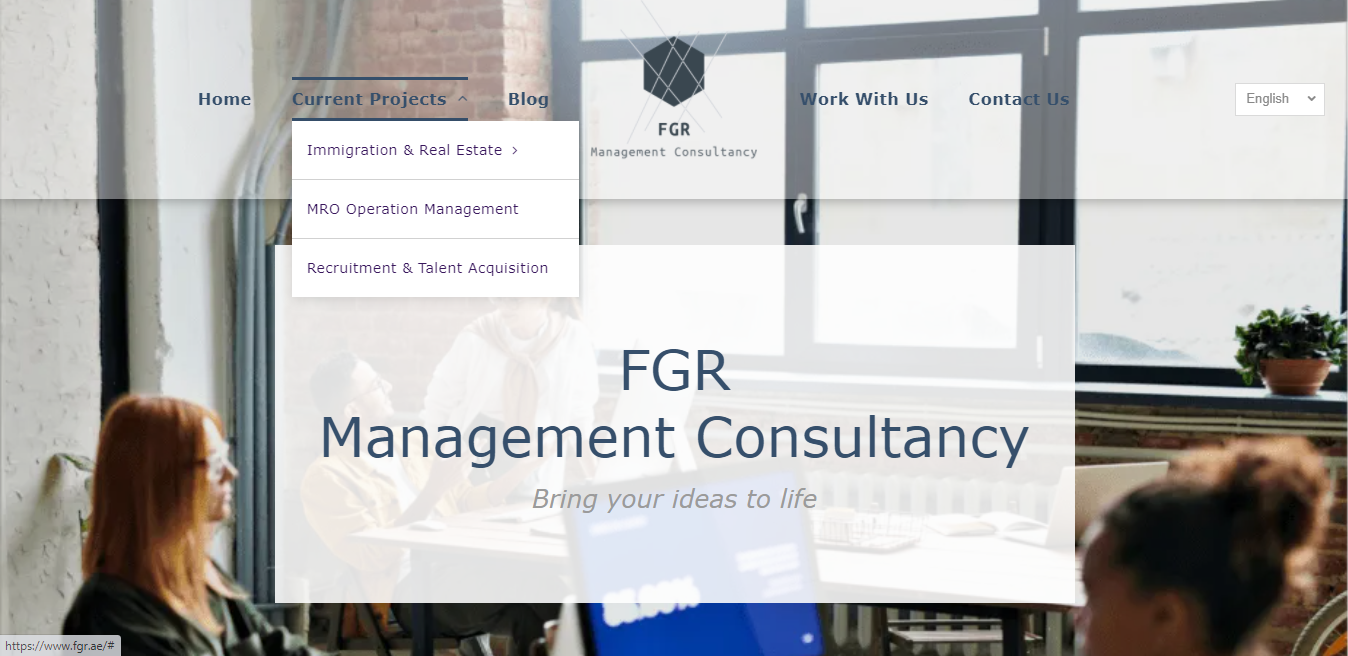 Home
Current Projects
Blog
FGR
Management Consultancy
Work With Us
Contact Us
English
Immigration & Real Estate
MRO Operation Management
Recruitment & Talent Acquisition
FGR
Management Consultancy
Bring your ideas to life
https://www.fgr.ae/#